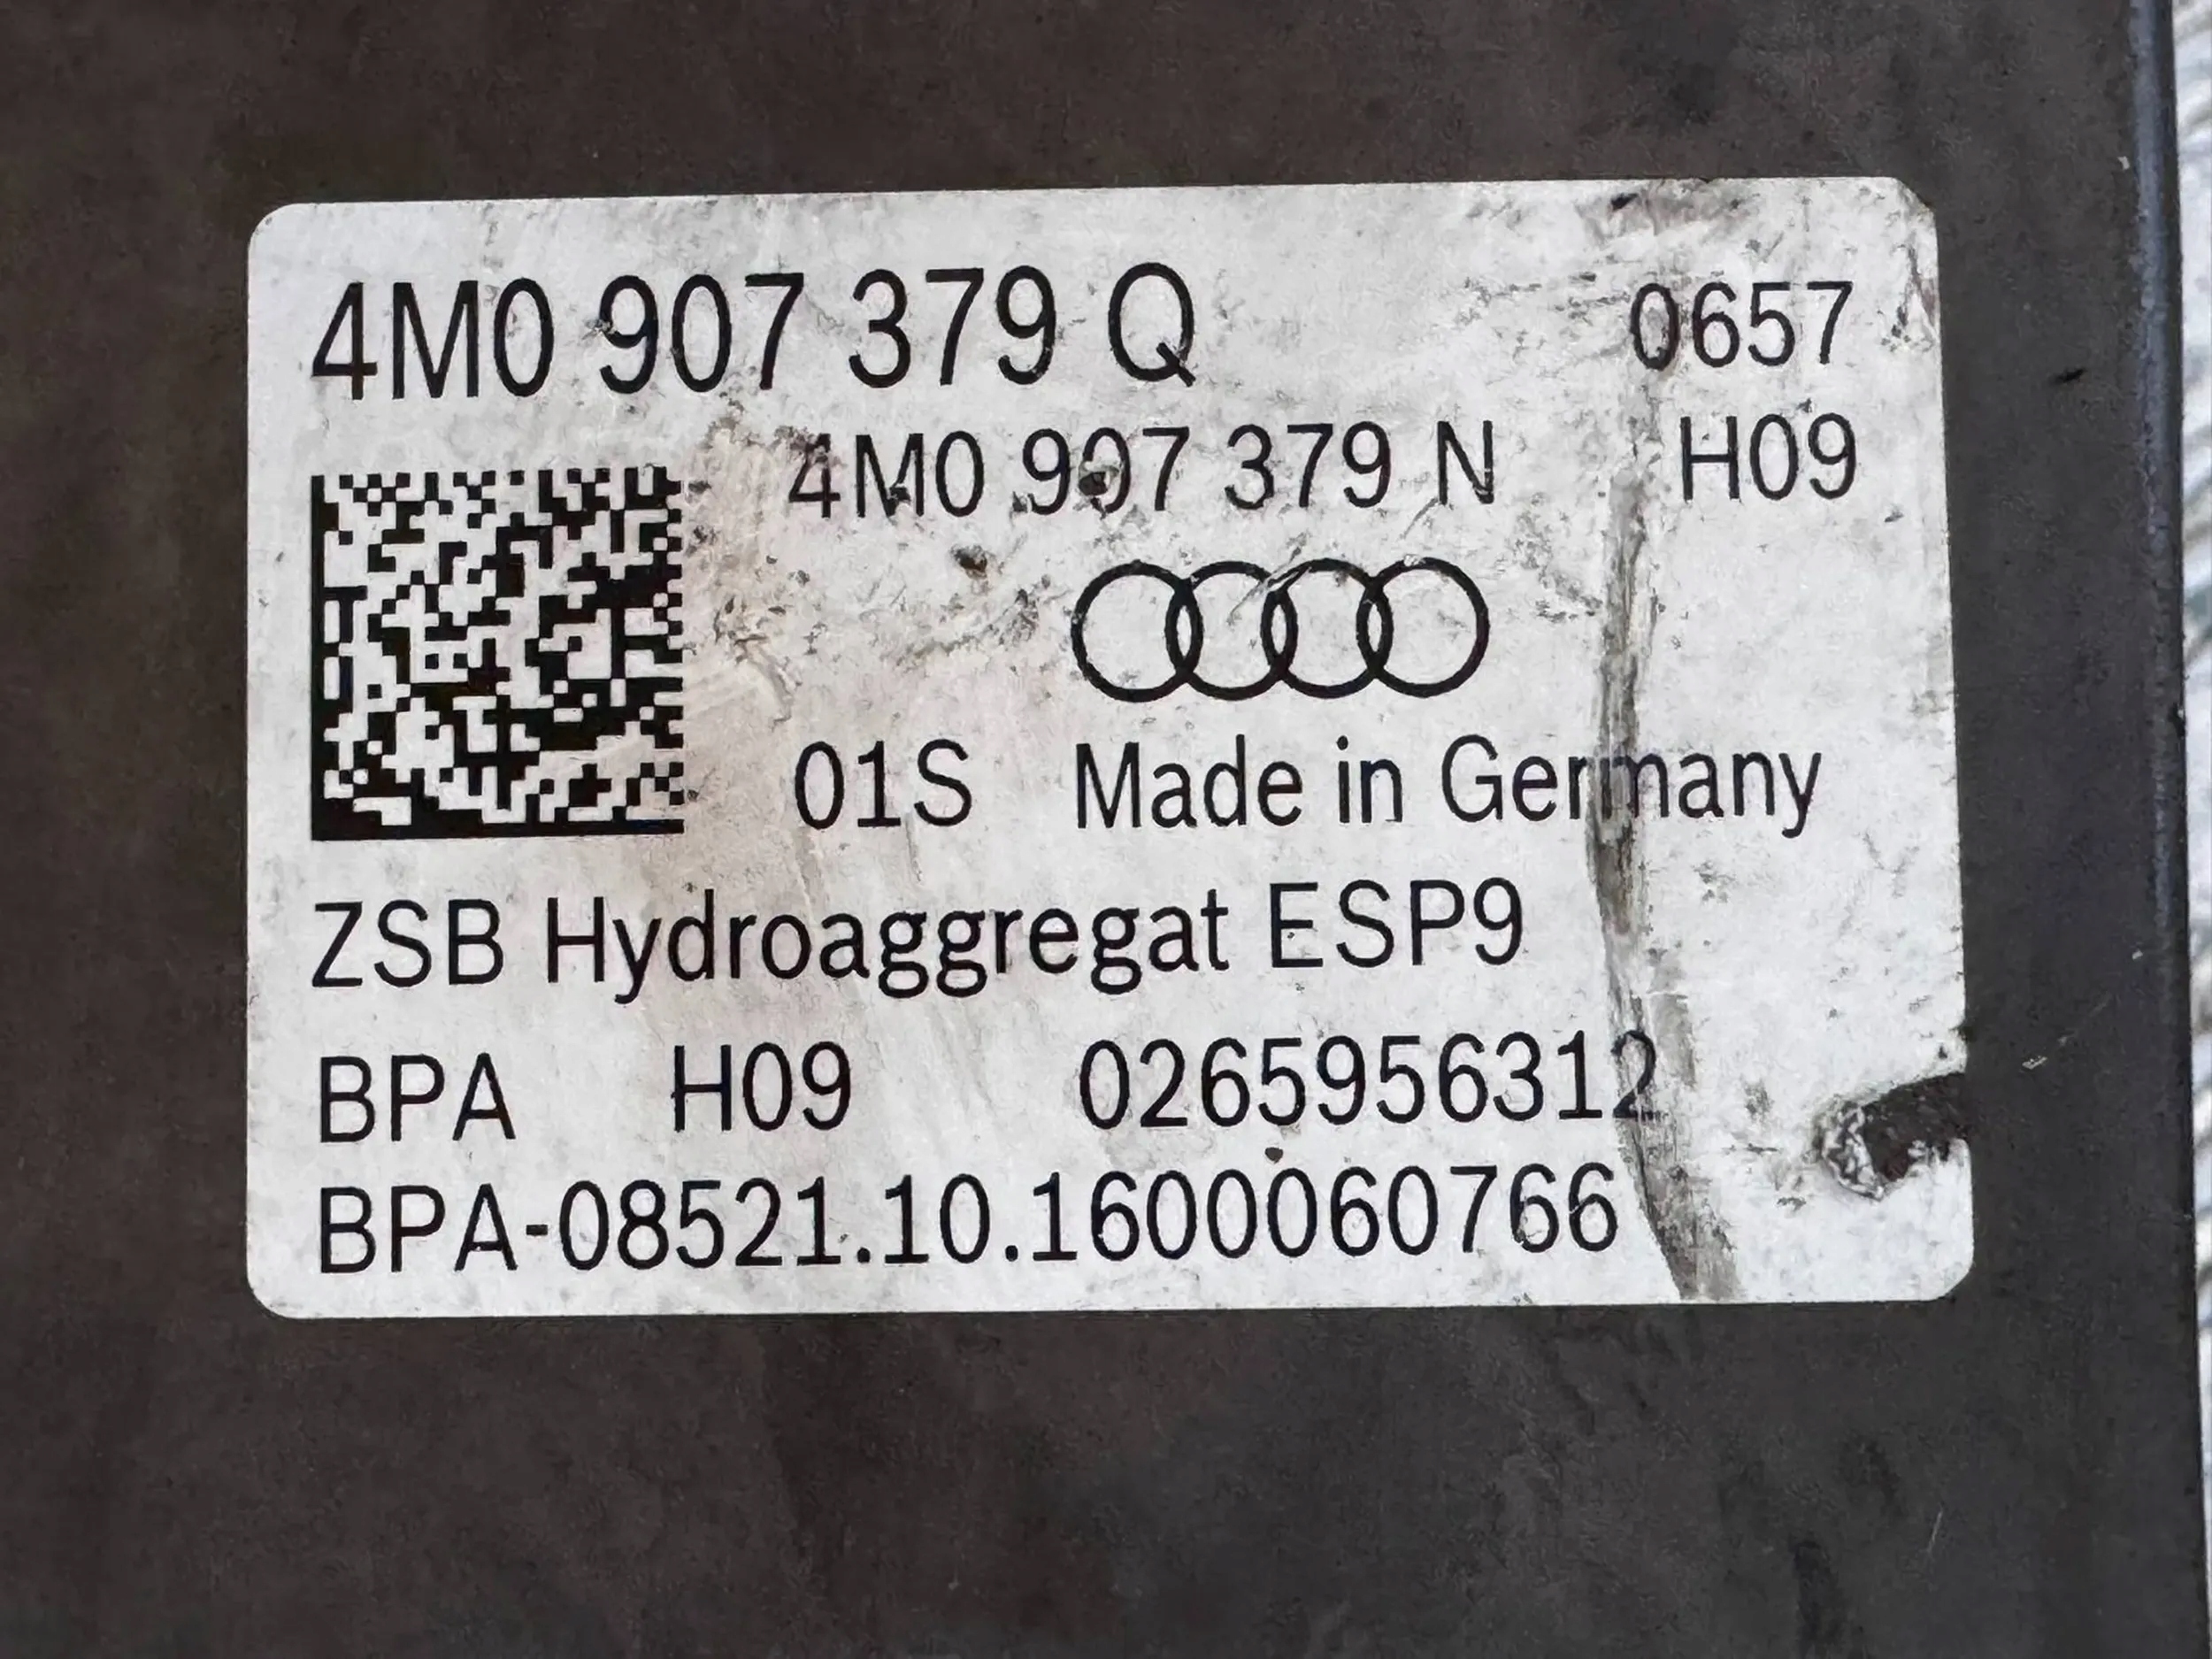 4M0 907 379 Q 0657
4M0 907 379 N H09
01S Made in Germany
ZSB Hydroaggregat ESP9
BPA H09 0265956312
BPA-08521.10.1600060766